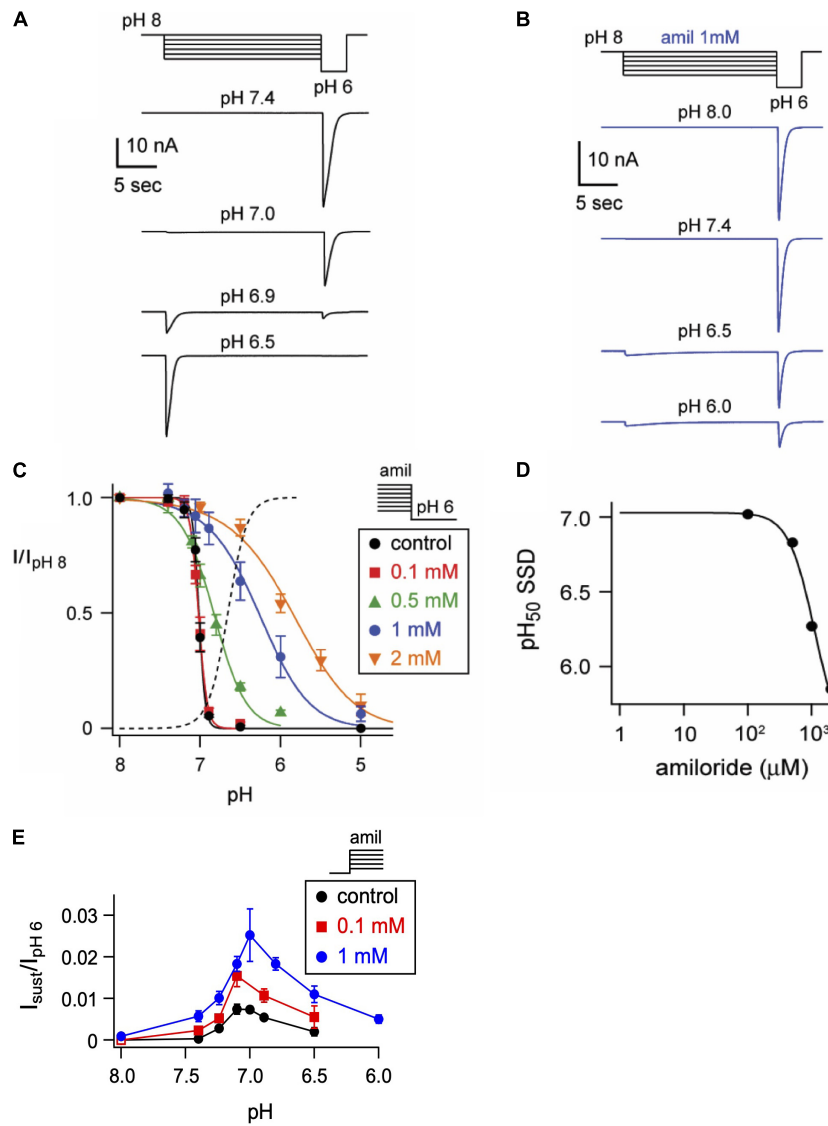 A
pH 8
pH 6
pH 7.4
10 nA
5 sec
pH 7.0
pH 6.9
pH 6.5
B
pH 8
amil 1mM
pH 6
pH 8.0
10 nA
5 sec
pH 7.4
pH 6.5
pH 6.0
C
1.0
0.5
0
I/I pH 8
8
7
6
5
pH
amil
pH 6
control
0.1 mM
0.5 mM
1 mM
2 mM
D
7.0
6.5
6.0
pH50 SSD
1
10
10²
10³
amiloride (μM)
E
0.03
0.02
0.01
0
Isust/IpH 6
8.0
7.5
7.0
6.5
6.0
pH
amil
control
0.1 mM
1 mM